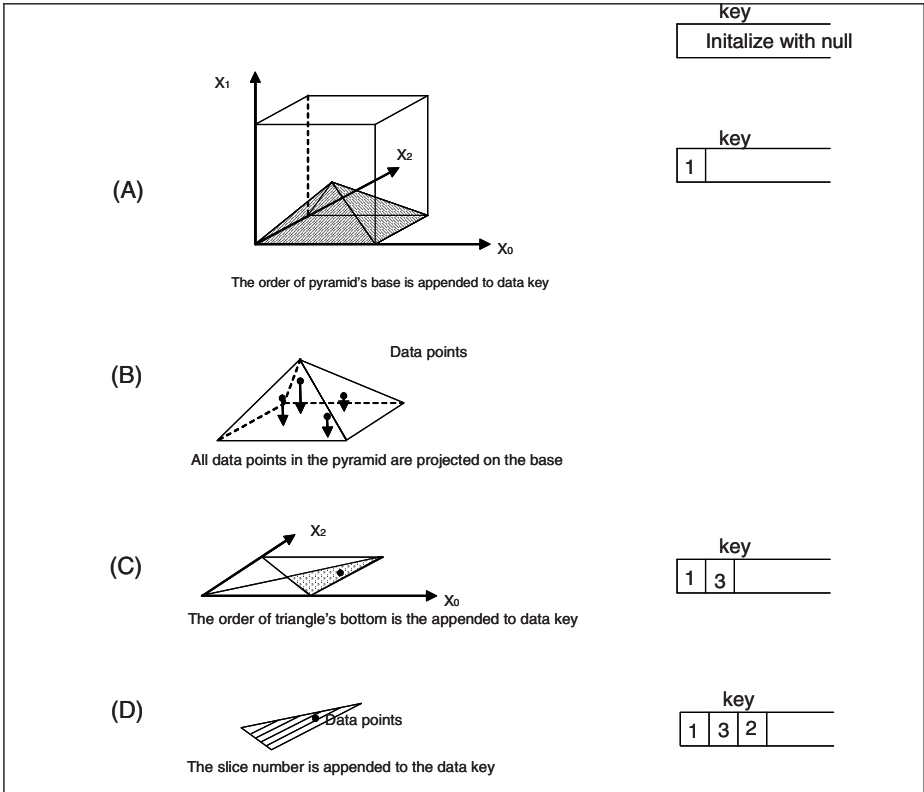 key
Initalize with null
X1
key
X2
1
(A)
X0
The order of pyramid's base is appended to data key
Data points
(B)
All data points in the pyramid are projected on the base
X2
key
(C)
1 3
X0
The order of triangle's bottom is the appended to data key
key
(D)
Data points
1 3 2
The slice number is appended to the data key